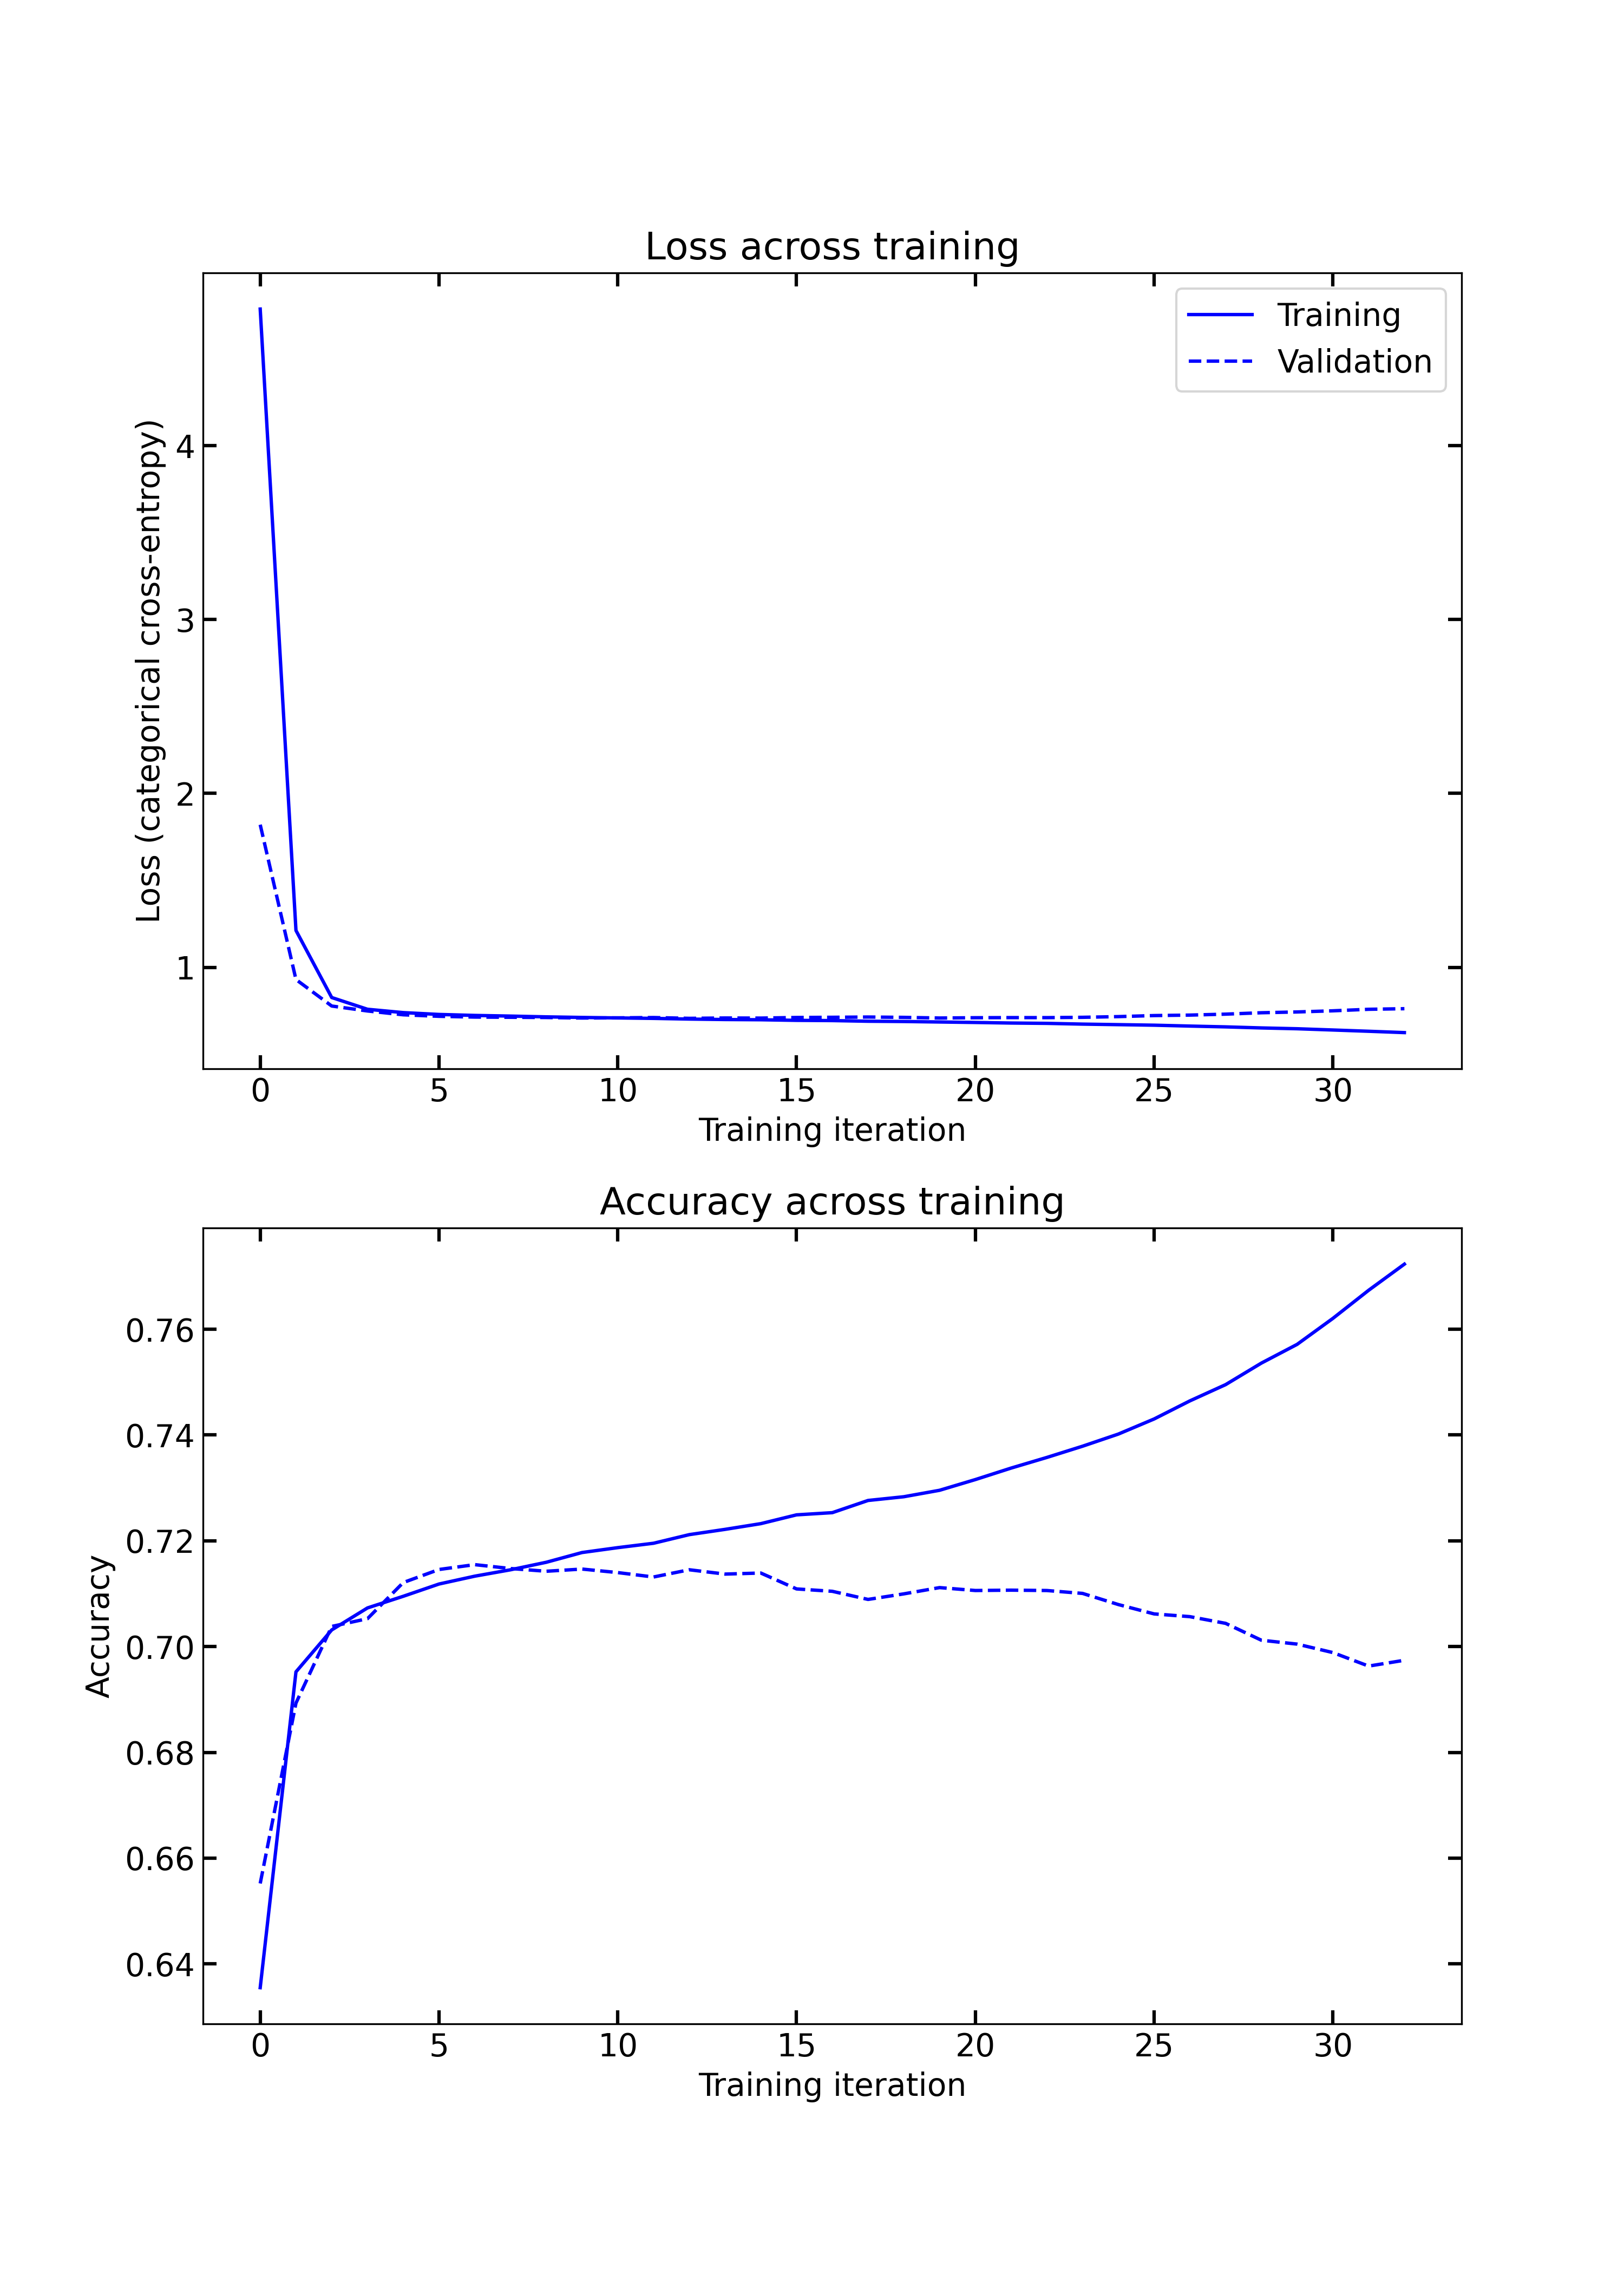 Loss across training
Training
Validation
Loss (categorical cross-entropy)
4
3
2
1
0 5 10 15 20 25 30
Training iteration
Accuracy across training
Accuracy
0.76
0.74
0.72
0.70
0.68
0.66
0.64
0 5 10 15 20 25 30
Training iteration